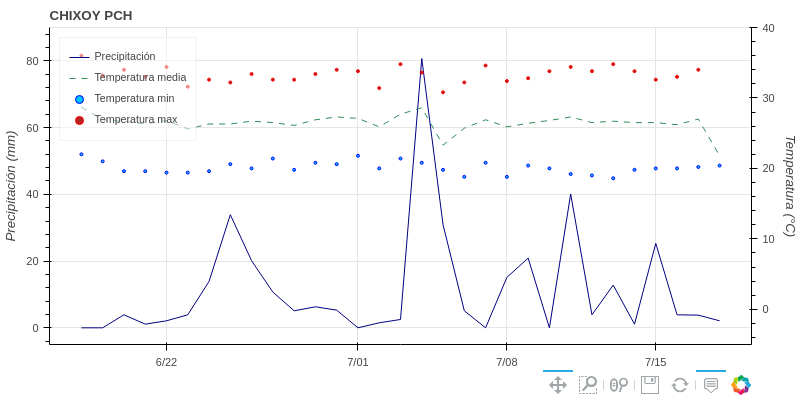 CHIXOY PCH
Precipitación
Temperatura media
Temperatura min
Temperatura max
80
60
40
20
0
Precipitación (mm)
40
30
20
10
0
Temperatura (°C)
6/22
7/01
7/08
7/15